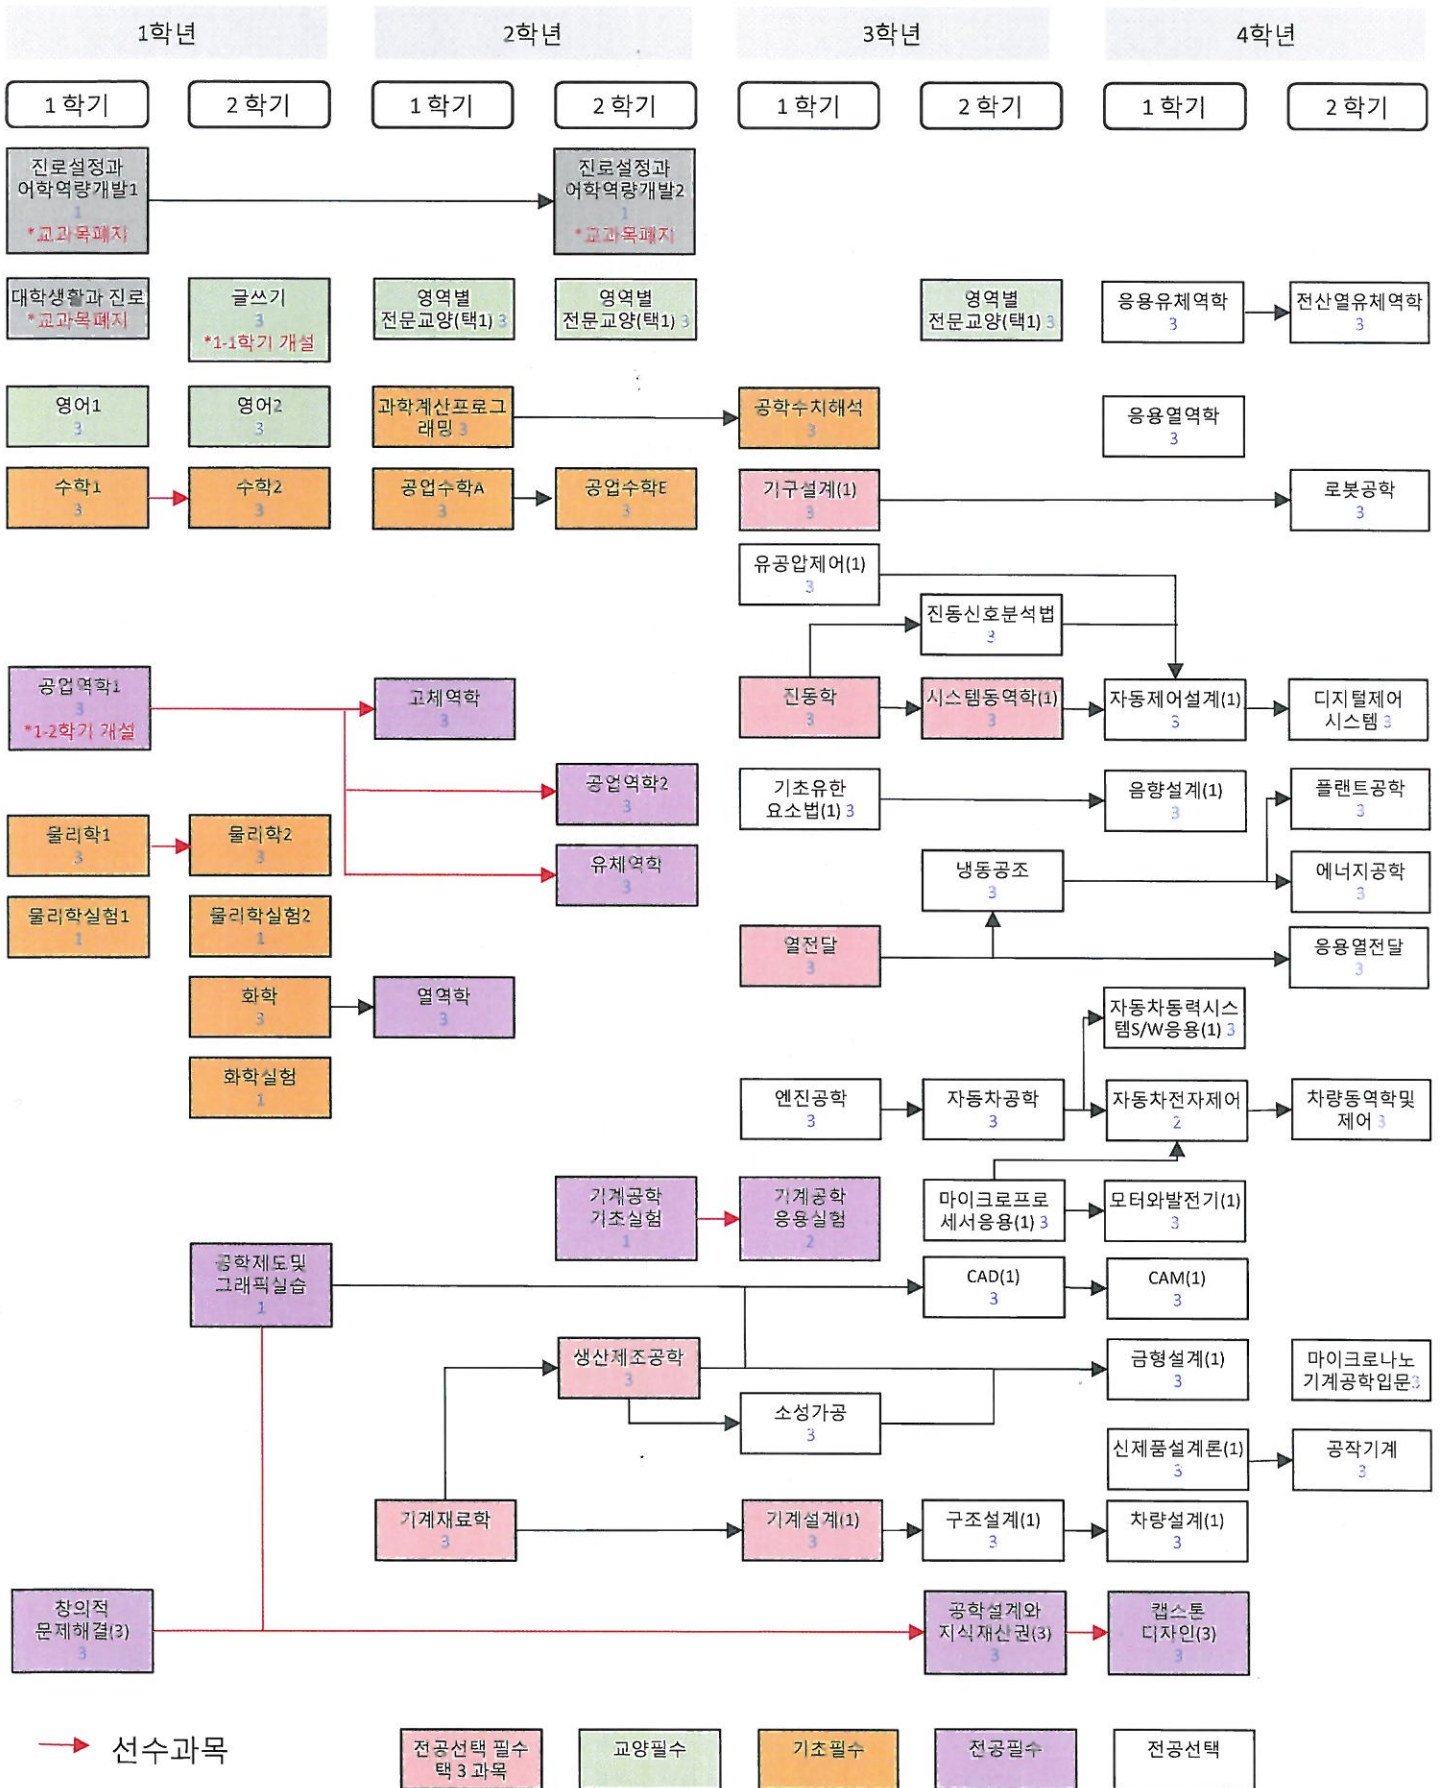 1학년
2학년
3학년
4학년
1 학기
2 학기
1 학기
2 학기
1 학기
2 학기
1 학기
2 학기
진로설정과
어학역량개발1
1
*교과목폐지
진로설정과
어학역량개발2
1
*교과목폐지
대학생활과 진로
*교과목폐지
글쓰기
3
*1-1학기 개설
영역별
전문교양(택1) 3
영역별
전문교양(택1) 3
영역별
전문교양(택1) 3
응용유체역학
3
전산열유체역학
3
영어1
3
영어2
3
과학계산프로그
래밍 3
공학수치해석
3
응용열역학
3
수학1
3
수학2
3
공업수학A
3
공업수학E
3
기구설계(1)
3
로봇공학
3
유공압제어(1)
3
진동신호분석법
3
공업역학1
3
*1-2학기 개설
고체역학
3
진동학
3
시스템동역학(1)
3
자동제어설계(1)
3
디지털제어
시스템 3
공업역학2
3
기초유한
요소법(1) 3
음향설계(1)
3
플랜트공학
3
물리학1
3
물리학2
3
유체역학
3
냉동공조
3
에너지공학
3
물리학실험1
1
물리학실험2
1
열전달
3
응용열전달
3
화학
3
열역학
3
자동차동력시스
템S/W응용(1) 3
화학실험
1
엔진공학
3
자동차공학
3
자동차전자제어
2
차량동역학및
제어 3
기계공학
기초실험
1
기계공학
응용실험
2
마이크로프로
세서응용(1) 3
모터와발전기(1)
3
공학제도및
그래픽실습
1
CAD(1)
3
CAM(1)
3
생산제조공학
3
금형설계(1)
3
마이크로나노
기계공학입문3
소성가공
3
신제품설계론(1)
3
공작기계
3
기계재료학
3
기계설계(1)
3
구조설계(1)
3
차량설계(1)
3
창의적
문제해결(3)
3
공학설계와
지식재산권(3)
3
캡스톤
디자인(3)
3
선수과목
전공선택 필수
택 3 과목
교양필수
기초필수
전공필수
전공선택